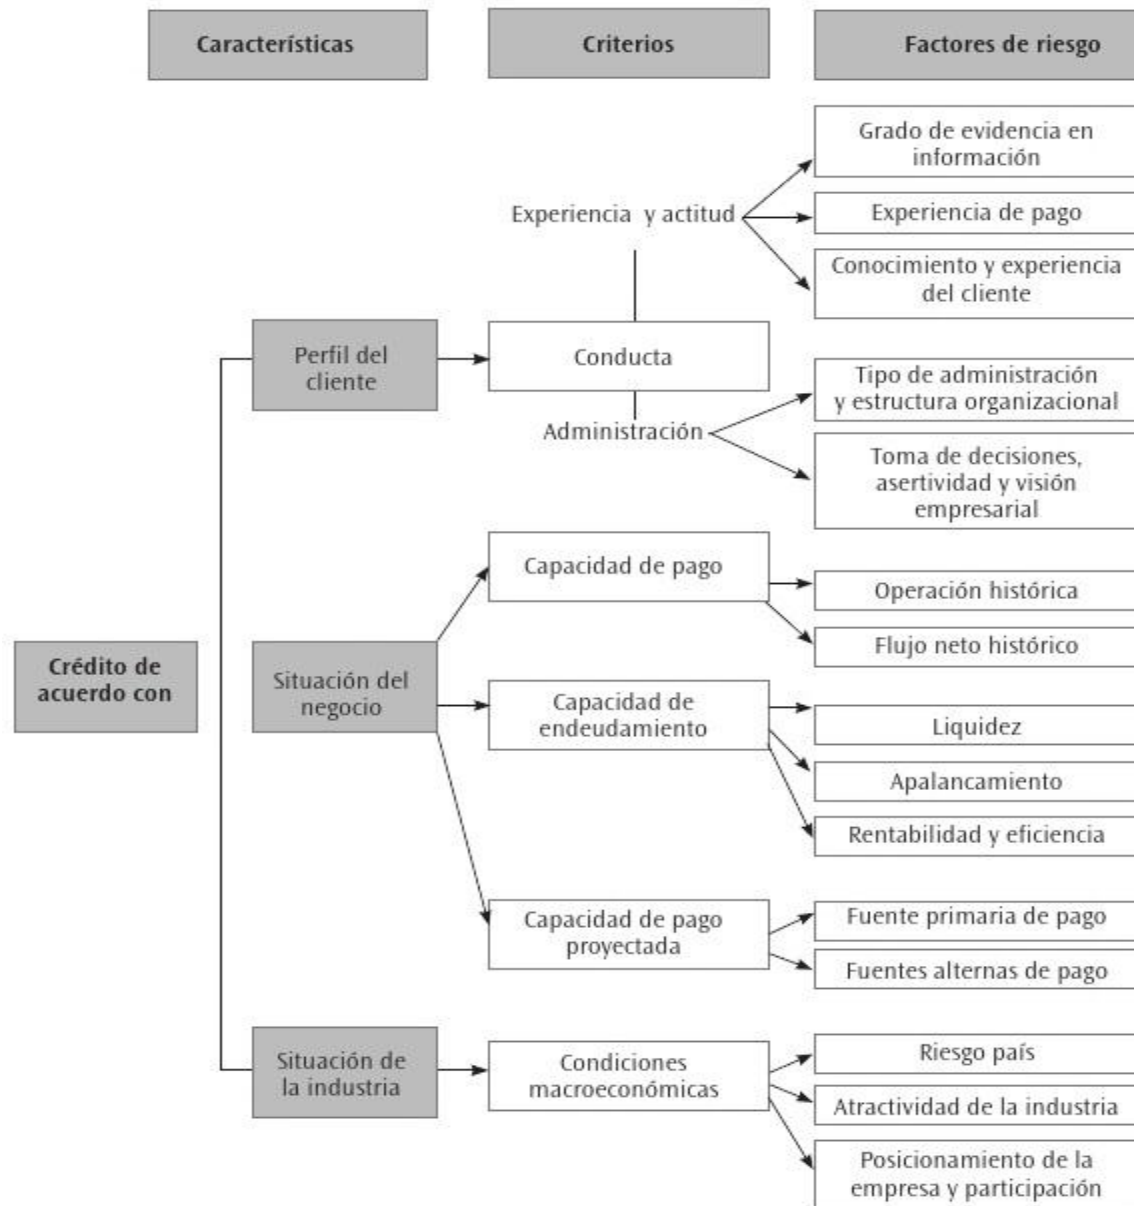 Características
Criterios
Factores de riesgo
Grado de evidencia en
información
Experiencia y actitud
Experiencia de pago
Conocimiento y experiencia
del cliente
Perfil del
cliente
Conducta
Tipo de administración
y estructura organizacional
Administración
Toma de decisiones,
asertividad y visión
empresarial
Capacidad de pago
Operación histórica
Flujo neto histórico
Crédito de
acuerdo con
Situación del
negocio
Capacidad de
endeudamiento
Liquidez
Apalancamiento
Rentabilidad y eficiencia
Capacidad de pago
proyectada
Fuente primaria de pago
Fuentes alternas de pago
Situación de
la industria
Condiciones
macroeconómicas
Riesgo país
Atractividad de la industria
Posicionamiento de la
empresa y participación